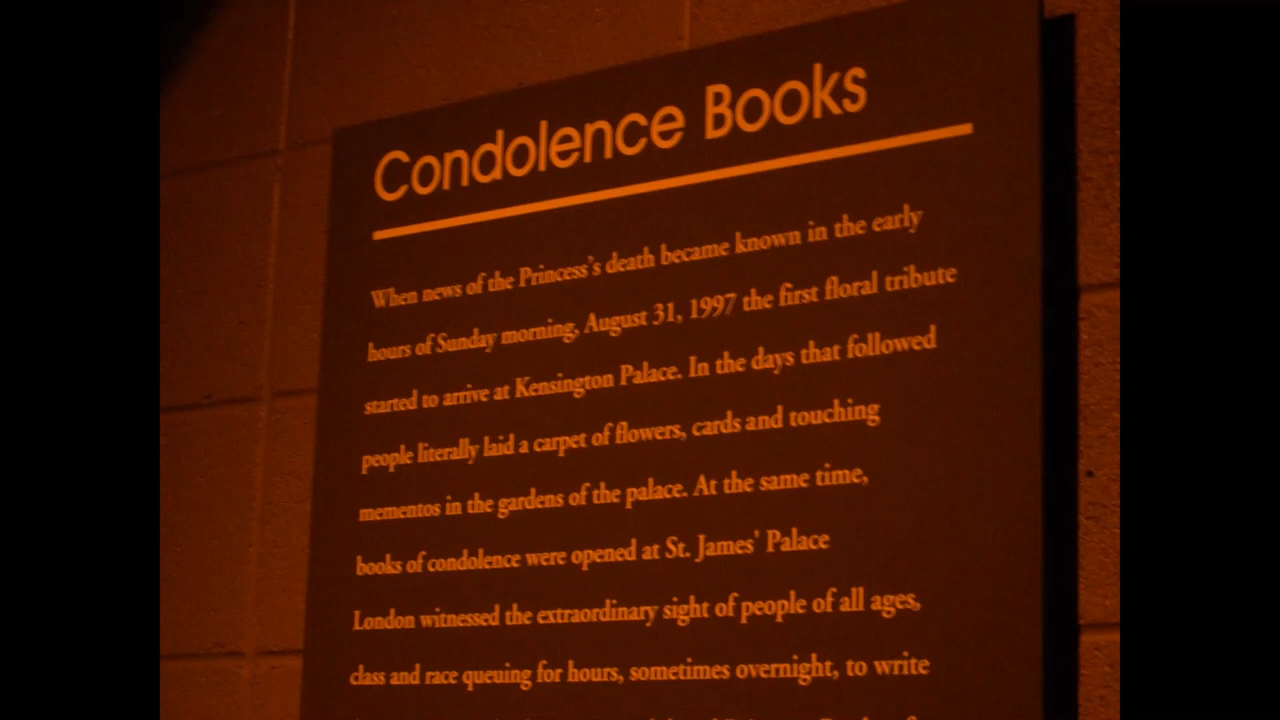 Condolence Books
When news of the Princess's death became known in the early
hours of Sunday morning, August 31, 1997 the first floral tribute
started to arrive at Kensington Palace. In the days that followed
people literally laid a carpet of flowers, cards and touching
mementos in the gardens of the palace. At the same time,
books of condolence were opened at St. James' Palace
London witnessed the extraordinary sight of people of all ages,
class and race queuing for hours, sometimes overnight, to write